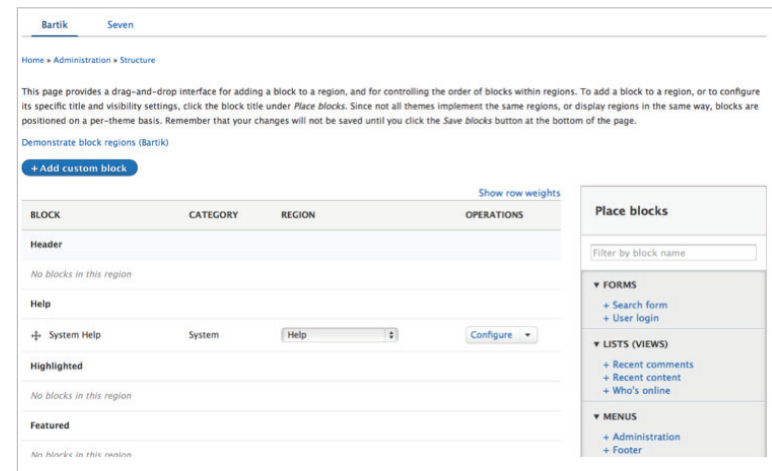 Bartik Seven
Home » Administration » Structure
This page provides a drag-and-drop interface for adding a block to a region, and for controlling the order of blocks within regions. To add a block to a region, or to configure
its specific title and visibility settings, click the block title under Place blocks. Since not all themes implement the same regions, or display regions in the same way, blocks are
positioned on a per-theme basis. Remember that your changes will not be saved until you click the Save blocks button at the bottom of the page.
Demonstrate block regions (Bartik)
+ Add custom block
Show row weights
BLOCK CATEGORY REGION OPERATIONS
Header
No blocks in this region
Help
System Help System Help Configure
Highlighted
No blocks in this region
Featured
No blocks in this region
Place blocks
Filter by block name
▼ FORMS
+ Search form
+ User login
▼ LISTS (VIEWS)
+ Recent comments
+ Recent content
+ Who's online
▼ MENUS
+ Administration
+ Footer